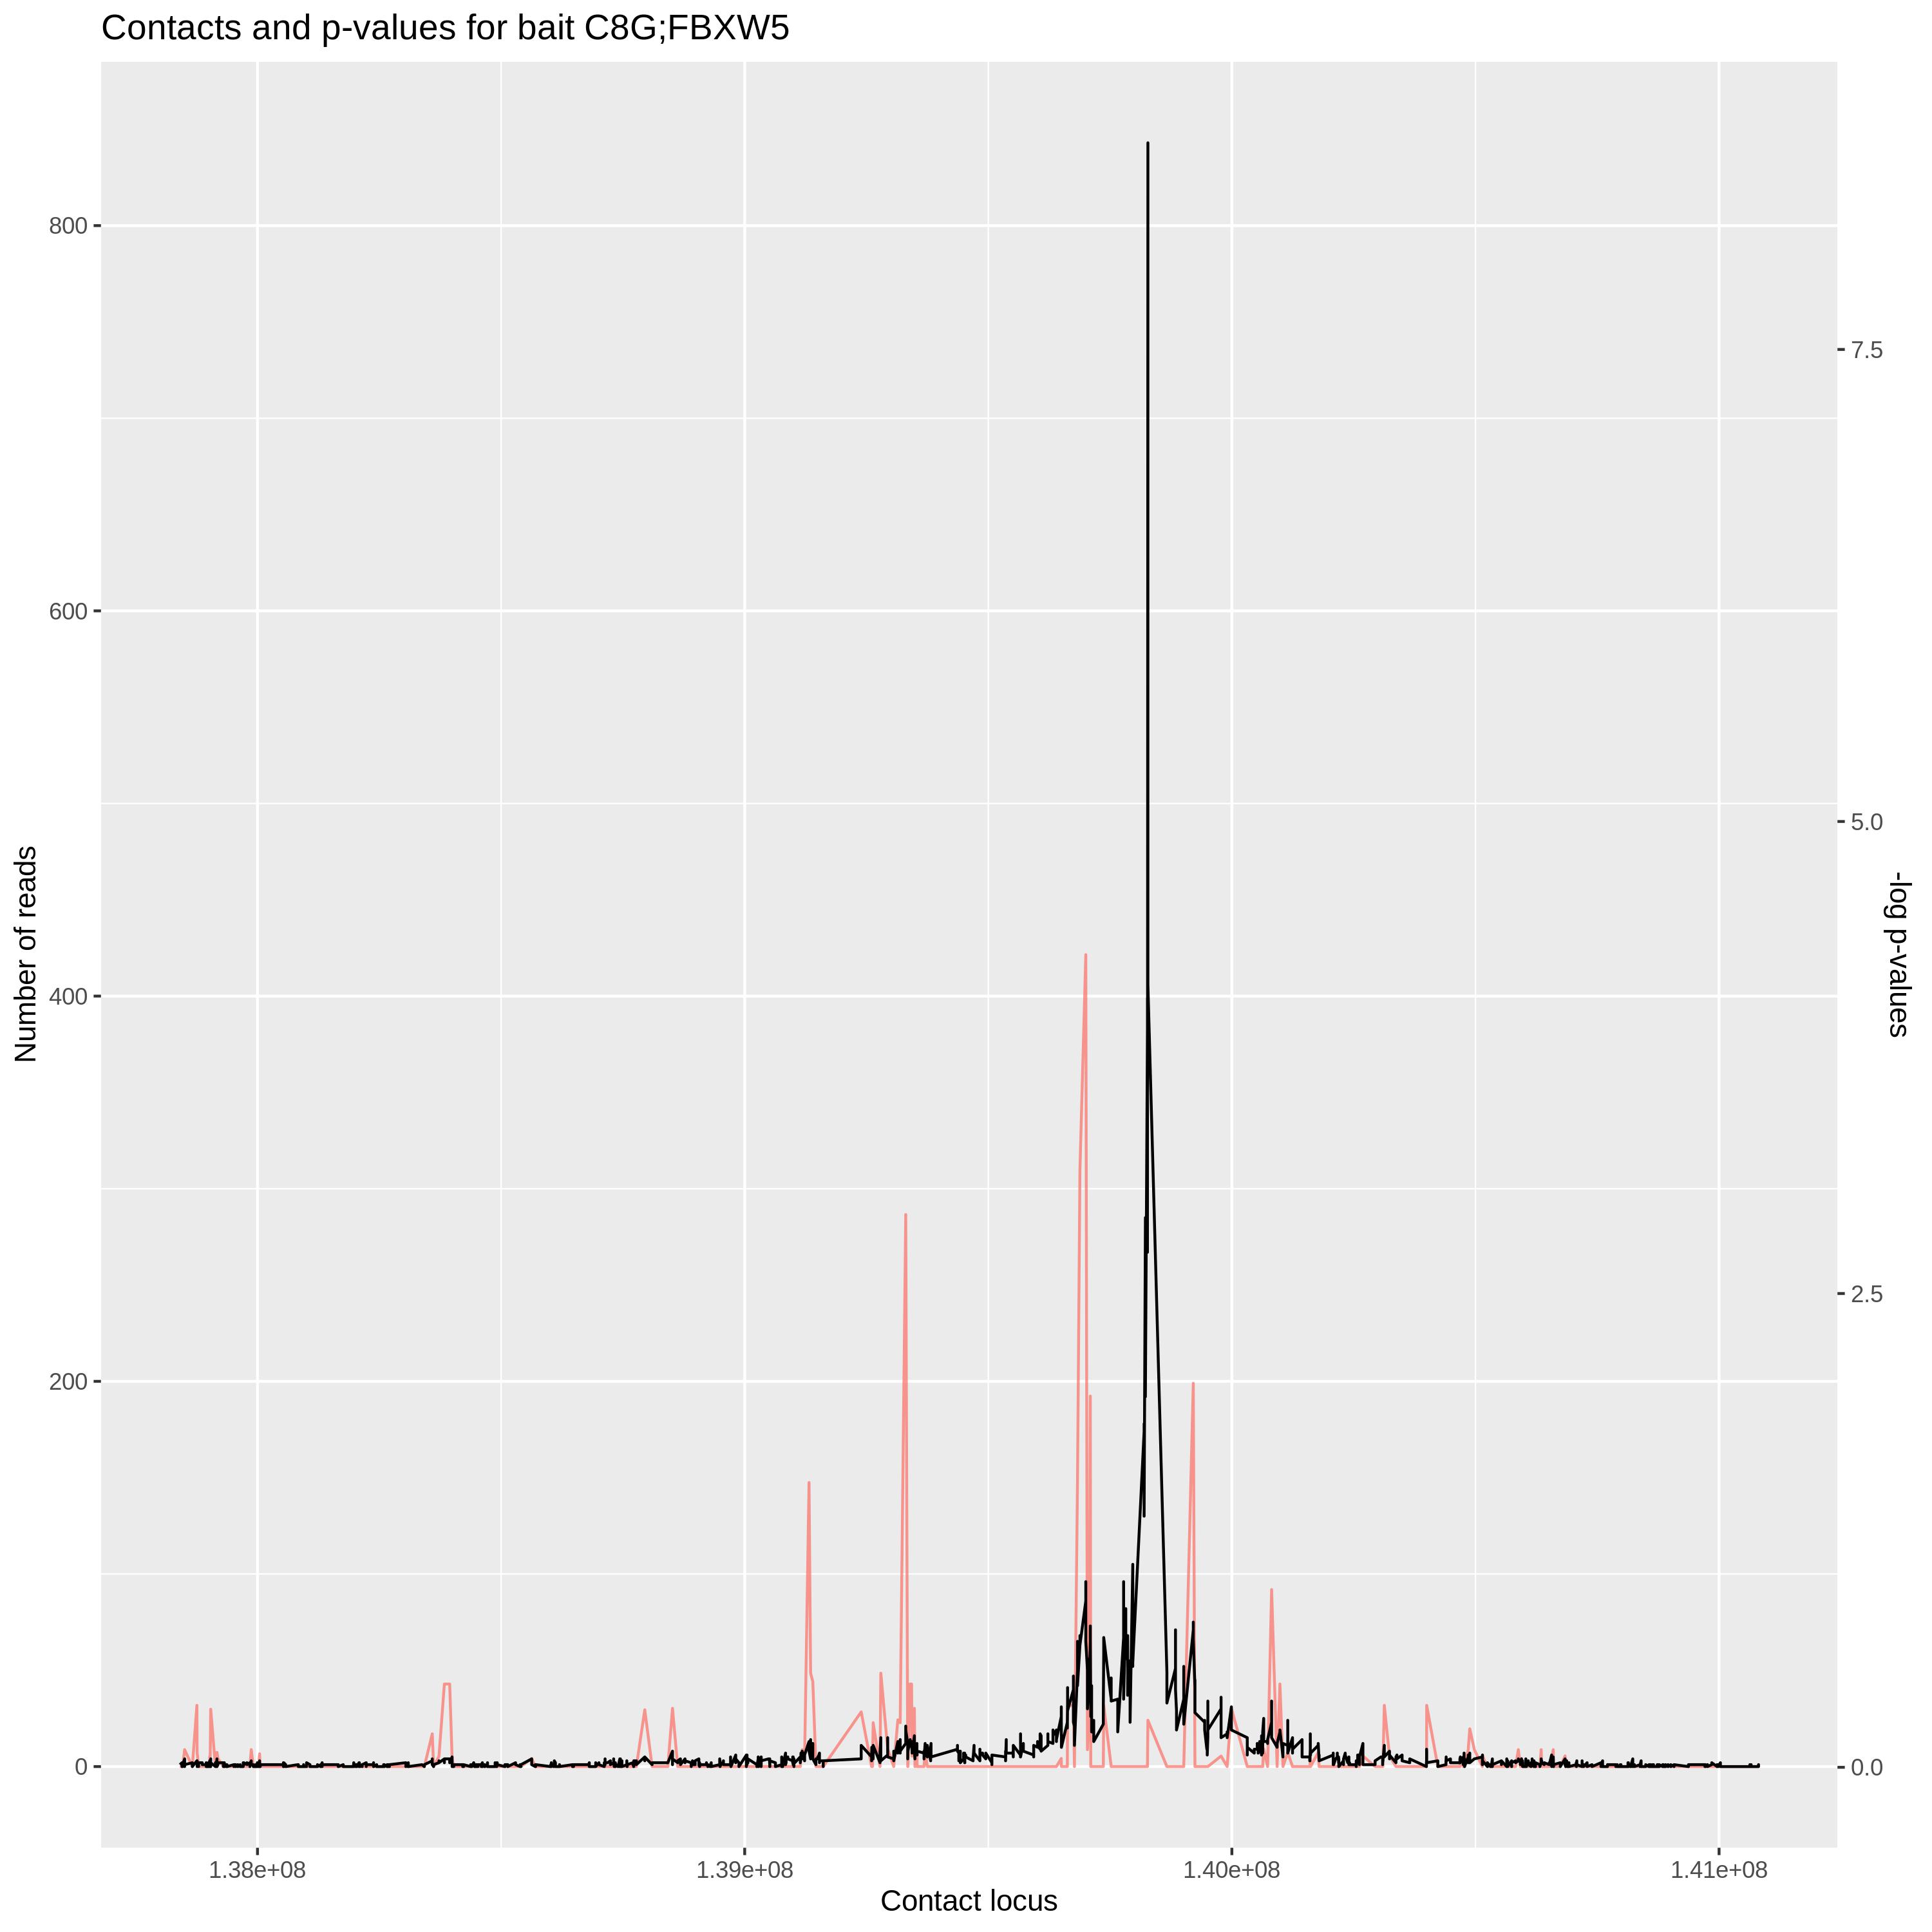 Contacts and p-values for bait C8G;FBXW5
800
600
400
200
0
Number of reads
7.5
5.0
2.5
0.0
-log p-values
1.38e+08
1.39e+08
1.40e+08
1.41e+08
Contact locus